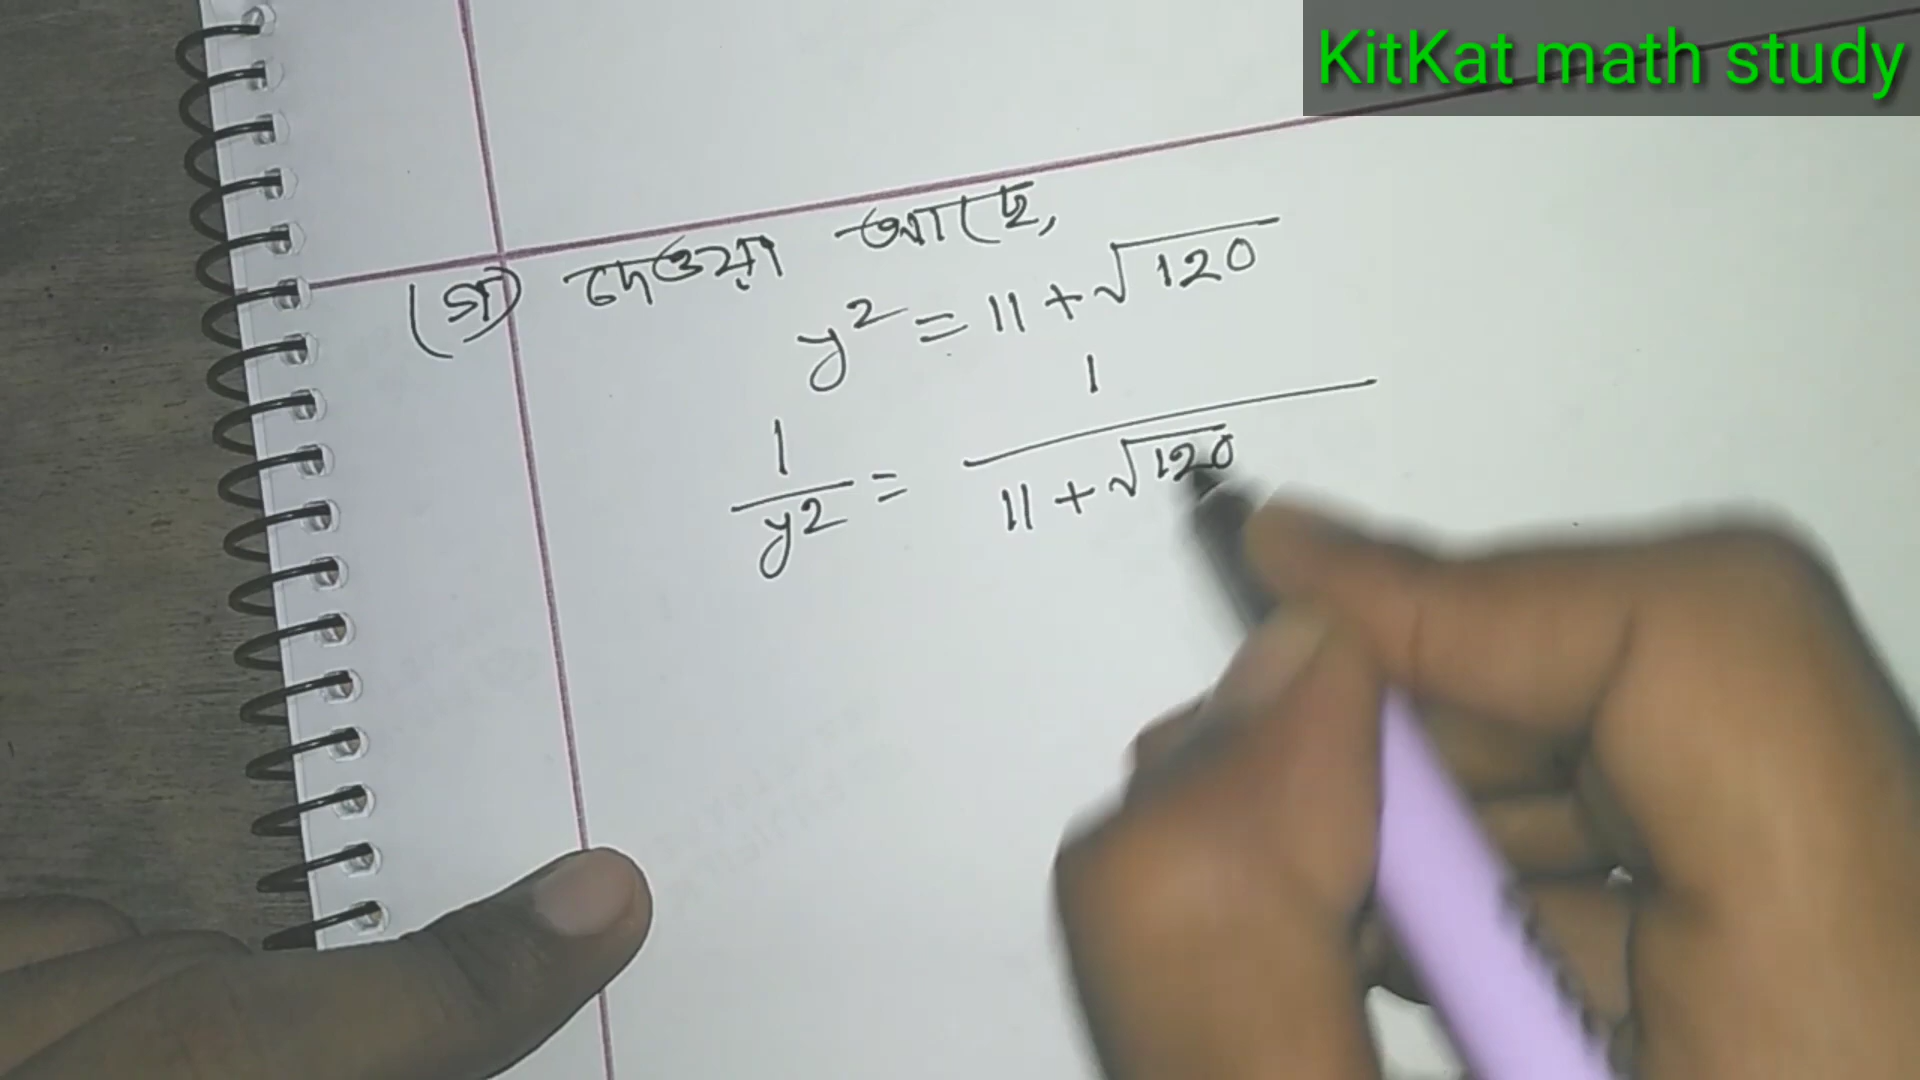 KitKat math study
(গ) দেওয়া আছে,
y² = 11 + √120
1/y² = 1/(11 + √120)